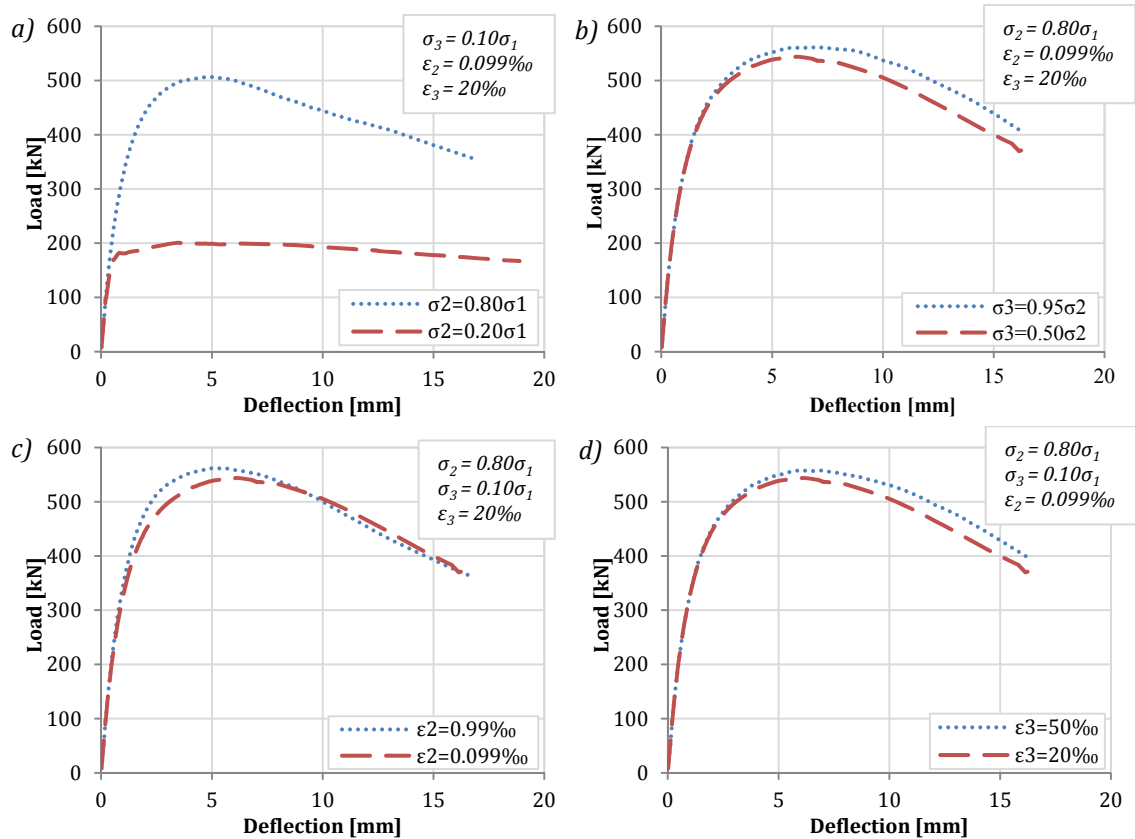 a)
600
500
400
300
200
100
0
Load [kN]
σ3 = 0.10σ1
ε2 = 0.099‰
ε3 = 20‰
σ2=0.80σ1
σ2=0.20σ1
0 5 10 15 20
Deflection [mm]
b)
600
500
400
300
200
100
0
Load [kN]
σ2 = 0.80σ1
ε2 = 0.099‰
ε3 = 20‰
σ3=0.95σ2
σ3=0.50σ2
0 5 10 15 20
Deflection [mm]
c)
600
500
400
300
200
100
0
Load [kN]
σ2 = 0.80σ1
σ3 = 0.10σ1
ε3 = 20‰
ε2=0.99‰
ε2=0.099‰
0 5 10 15 20
Deflection [mm]
d)
600
500
400
300
200
100
0
Load [kN]
σ2 = 0.80σ1
σ3 = 0.10σ1
ε2 = 0.099‰
ε3=50‰
ε3=20‰
0 5 10 15 20
Deflection [mm]